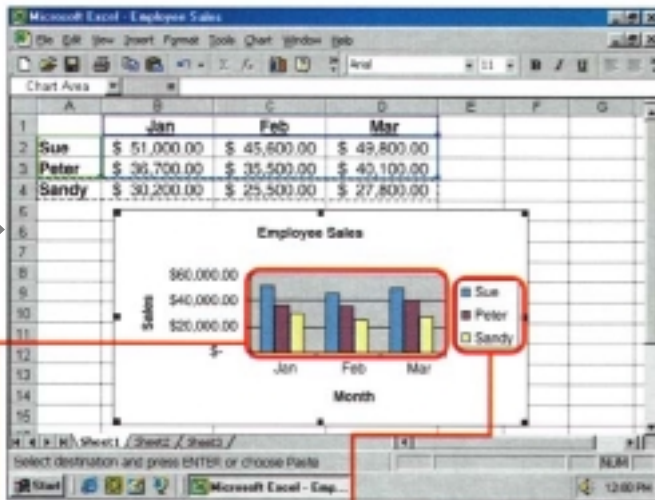 Microsoft Excel - Employee Sales
File Edit View Insert Format Tools Chart Window Help
Arial 11 B I U
Chart Area =
A B C D E F G
1 Jan Feb Mar
2 Sue $ 51,000.00 $ 45,600.00 $ 49,800.00
3 Peter $ 36,700.00 $ 35,500.00 $ 40,100.00
4 Sandy $ 30,200.00 $ 25,500.00 $ 27,800.00
5
6
7
8
9
10
11
12
13
14
15
Employee Sales
$60,000.00
$40,000.00
$20,000.00
$-
Sales
Jan Feb Mar
Month
Sue
Peter
Sandy
Sheet1 / Sheet2 / Sheet3 /
Select destination and press ENTER or choose Paste NUM
Start Microsoft Excel - Emp... 12:00 PM